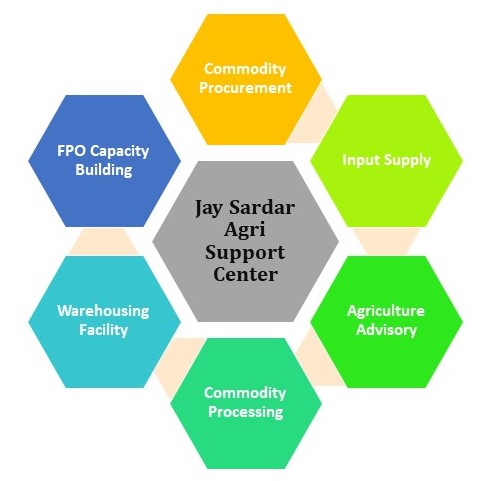 Commodity
Procurement
Input Supply
Agriculture
Advisory
Commodity
Processing
Warehousing
Facility
FPO Capacity
Building
Jay Sardar
Agri
Support
Center